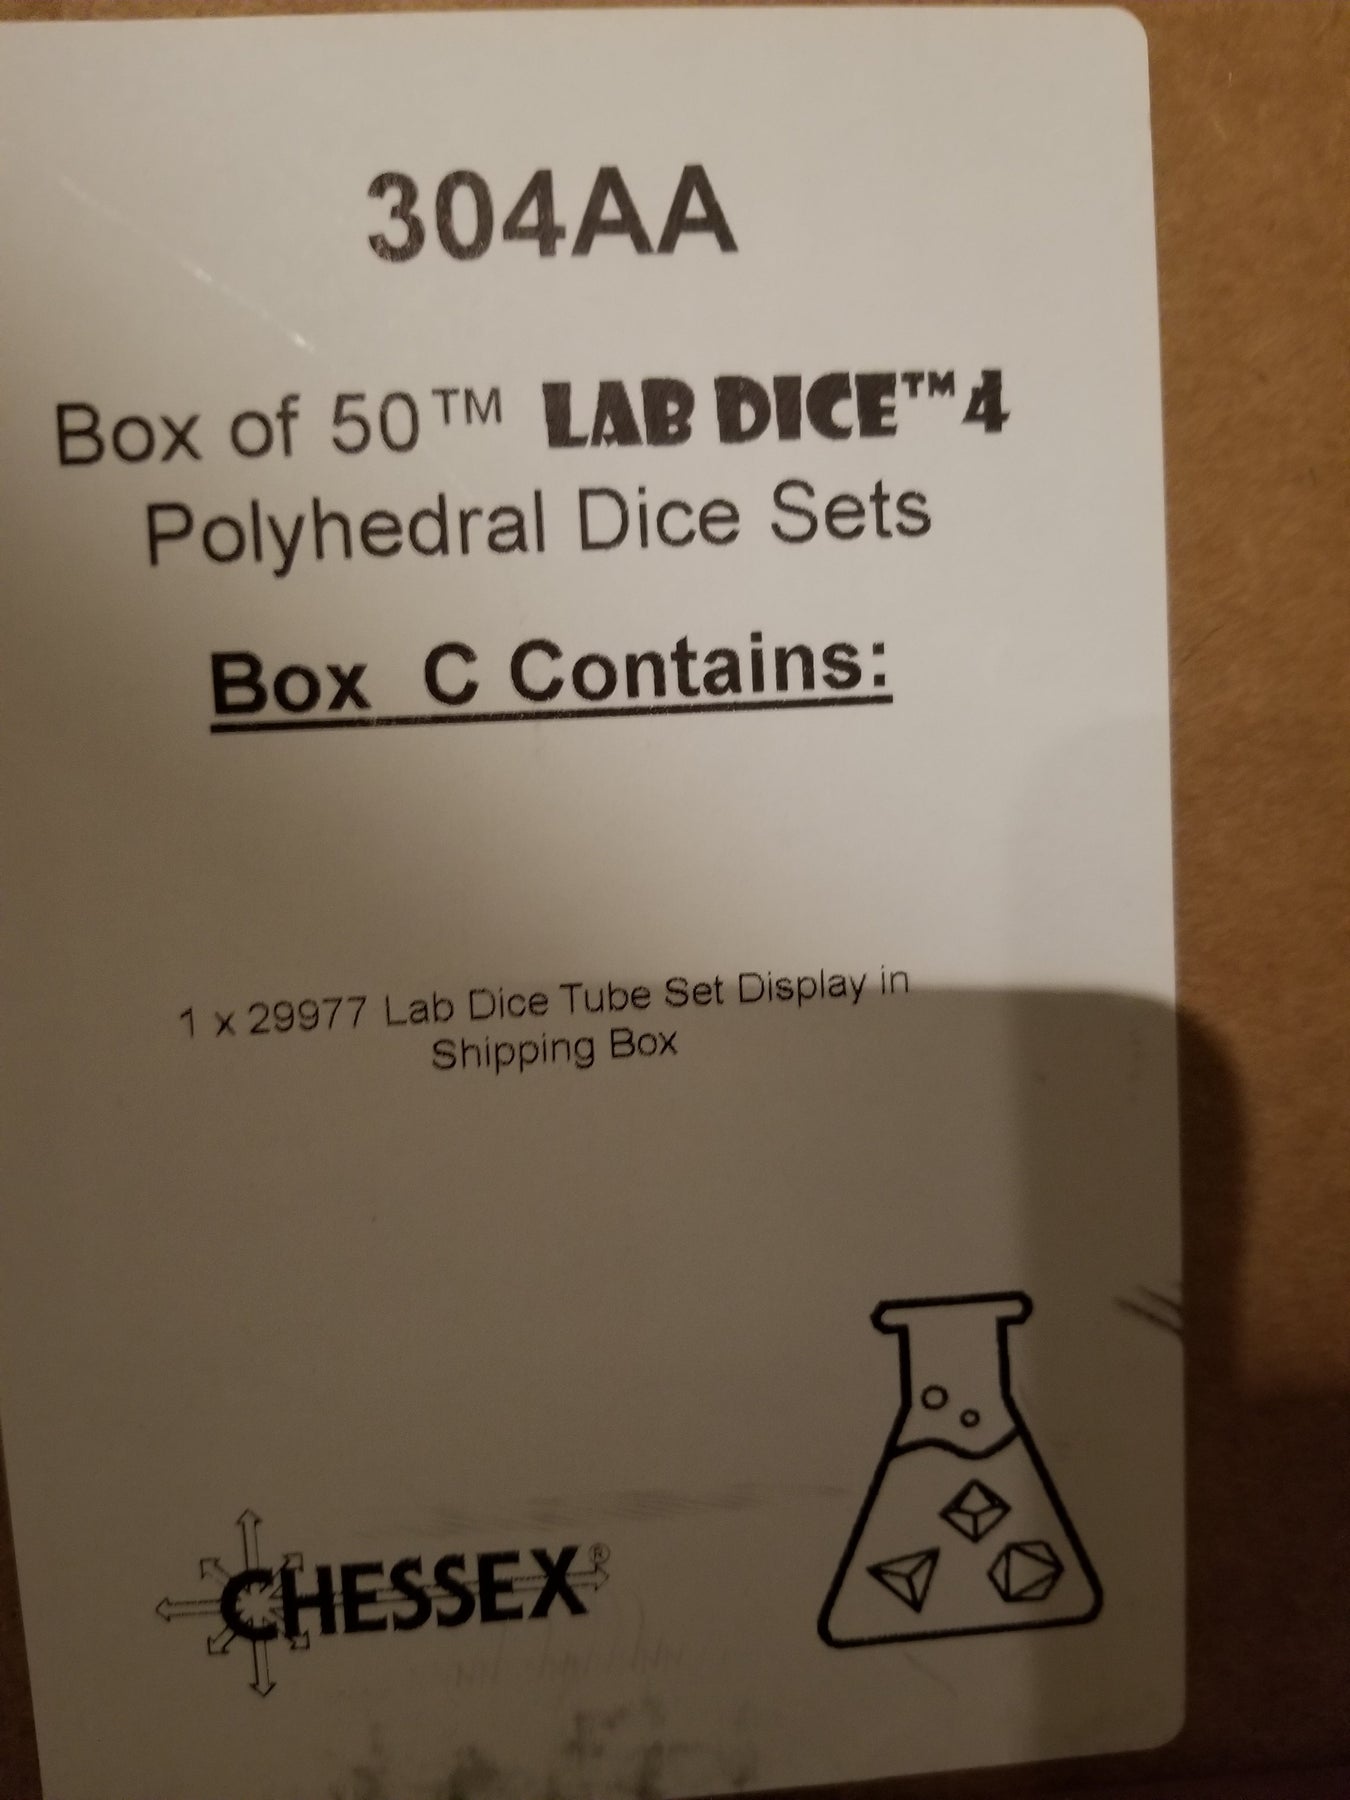 304AA
Box of 50™ LAB DICE™ 4
Polyhedral Dice Sets
Box C Contains:
1 x 29977 Lab Dice Tube Set Display in
Shipping Box
CHESSEX®